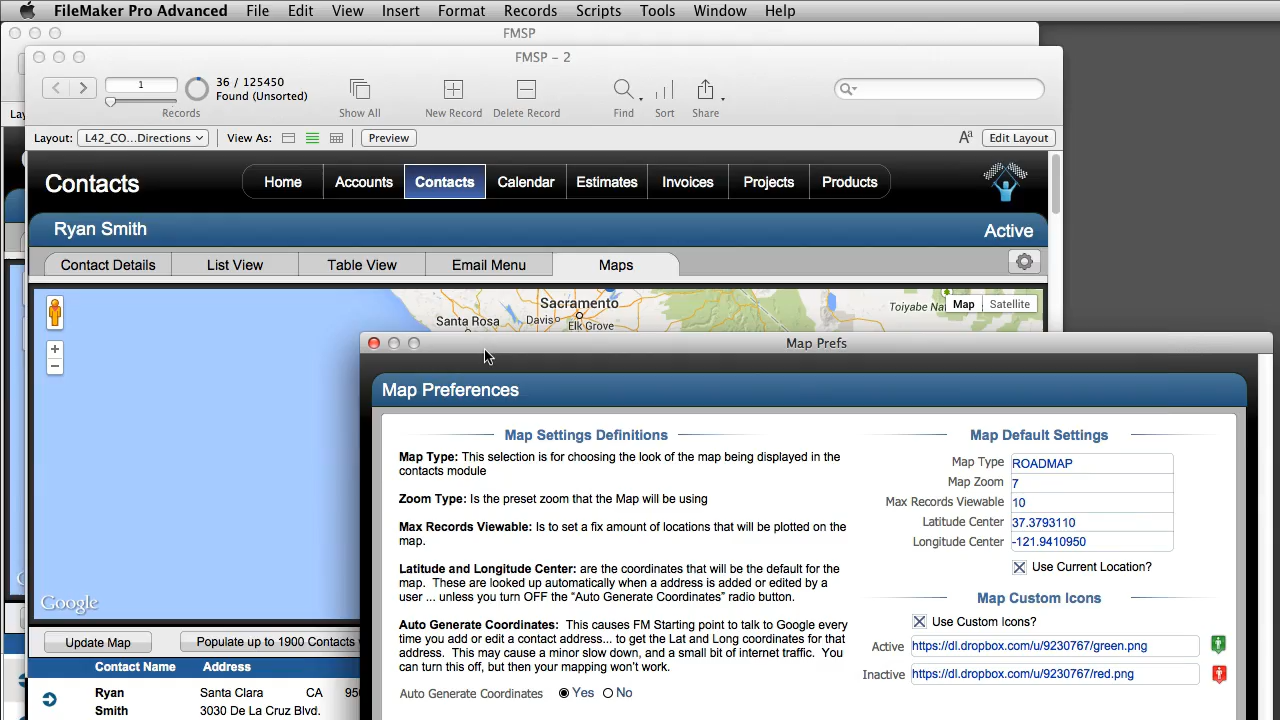 FileMaker Pro Advanced File Edit View Insert Format Records Scripts Tools Window Help
FMSP
FMSP – 2
1
36 / 125450
Found (Unsorted)
Records
Show All
New Record
Delete Record
Find
Sort
Share
Layout: L42_CO...Directions
View As:
Preview
Aa
Edit Layout
Contacts
Home Accounts Contacts Calendar Estimates Invoices Projects Products
Ryan Smith
Active
Contact Details List View Table View Email Menu Maps
Sacramento
Santa Rosa
Davis
Elk Grove
Toiyabe Na
Map Satellite
+
−
Google
Update Map
Populate up to 1900 Contacts w
Contact Name Address
Ryan
Smith
Santa Clara CA 950
3030 De La Cruz Blvd.
Map Prefs
Map Preferences
Map Settings Definitions
Map Type: This selection is for choosing the look of the map being displayed in the
contacts module
Zoom Type: Is the preset zoom that the Map will be using
Max Records Viewable: Is to set a fix amount of locations that will be plotted on the
map.
Latitude and Longitude Center: are the coordinates that will be the default for the
map. These are looked up automatically when a address is added or edited by a
user ... unless you turn OFF the “Auto Generate Coordinates” radio button.
Auto Generate Coordinates: This causes FM Starting point to talk to Google every
time you add or edit a contact address... to get the Lat and Long coordinates for that
address. This may cause a minor slow down, and a small bit of internet traffic. You
can turn this off, but then your mapping won't work.
Auto Generate Coordinates Yes No
Map Default Settings
Map Type ROADMAP
Map Zoom 7
Max Records Viewable 10
Latitude Center 37.3793110
Longitude Center -121.9410950
Use Current Location?
Map Custom Icons
Use Custom Icons?
Active https://dl.dropbox.com/u/9230767/green.png
Inactive https://dl.dropbox.com/u/9230767/red.png